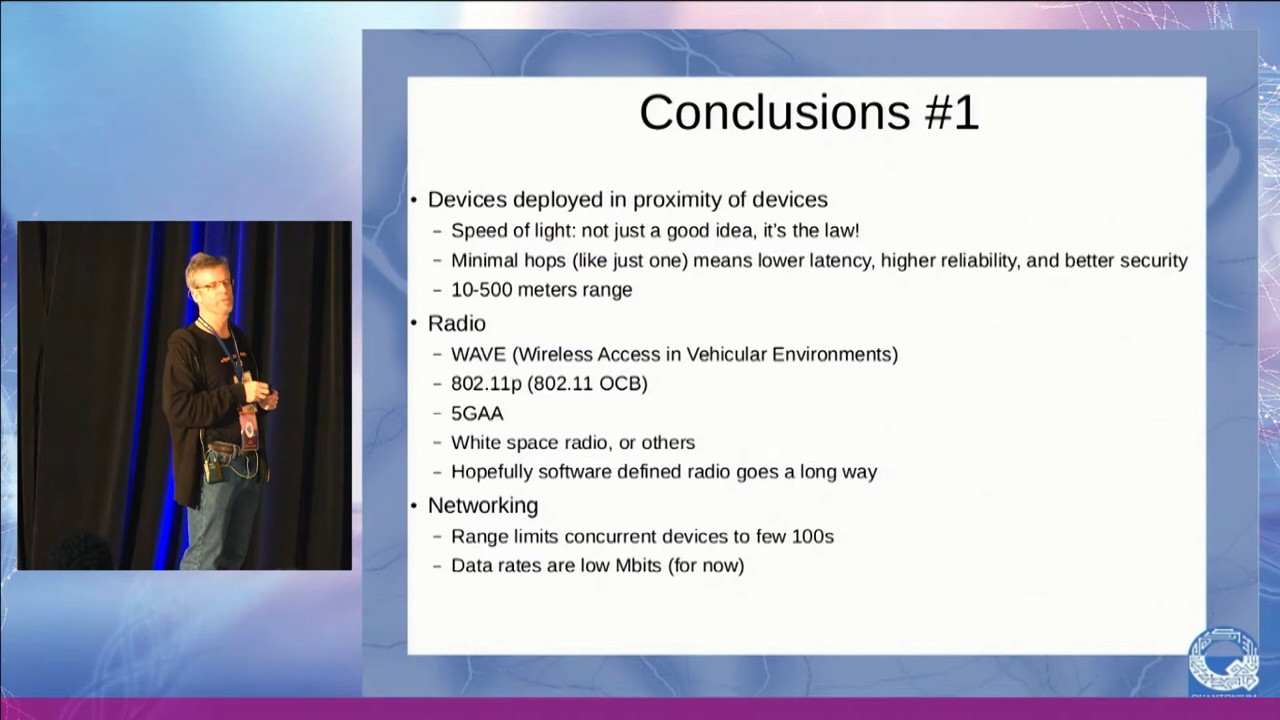 Conclusions #1
• Devices deployed in proximity of devices
– Speed of light: not just a good idea, it's the law!
– Minimal hops (like just one) means lower latency, higher reliability, and better security
– 10-500 meters range
• Radio
– WAVE (Wireless Access in Vehicular Environments)
– 802.11p (802.11 OCB)
– 5GAA
– White space radio, or others
– Hopefully software defined radio goes a long way
• Networking
– Range limits concurrent devices to few 100s
– Data rates are low Mbits (for now)
QUANTONIUM